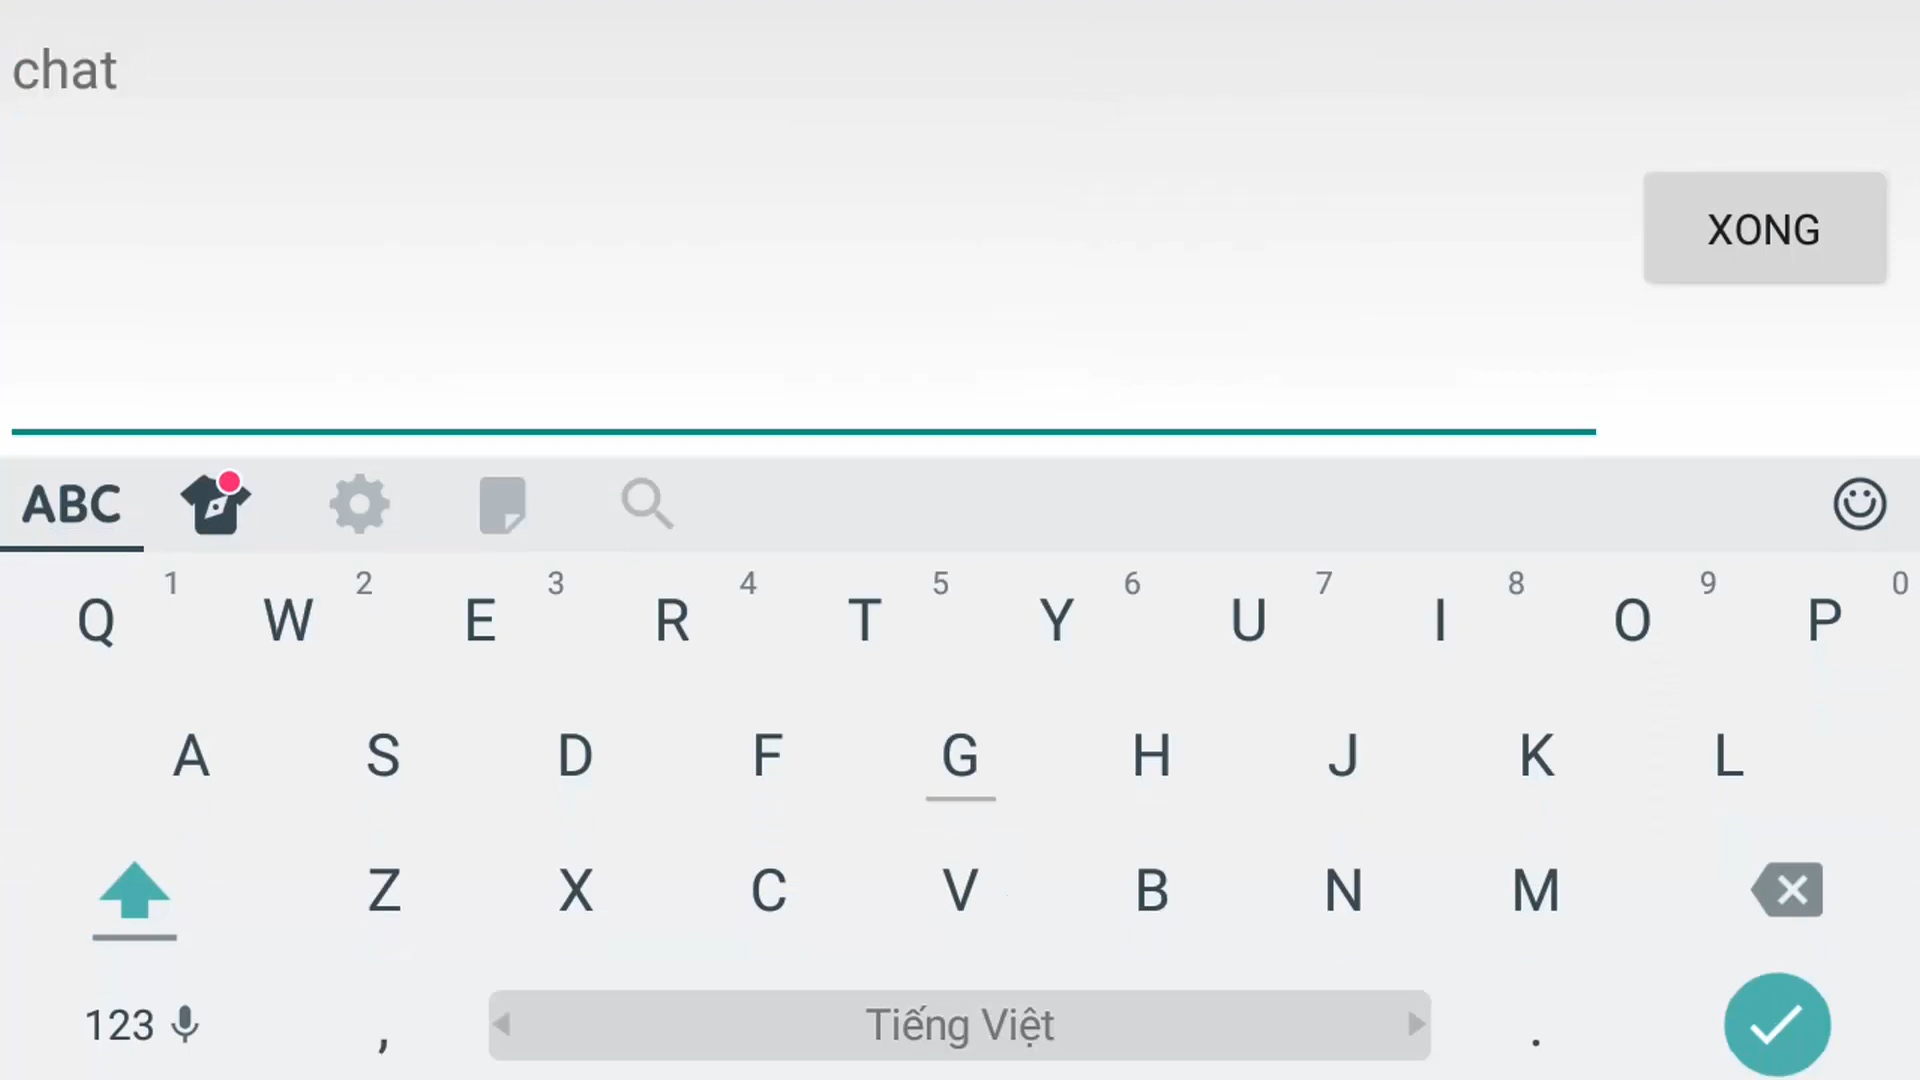 chat
XONG
ABC
1 2 3 4 5 6 7 8 9 0
Q W E R T Y U I O P
A S D F G H J K L
Z X C V B N M
123 , Tiếng Việt .